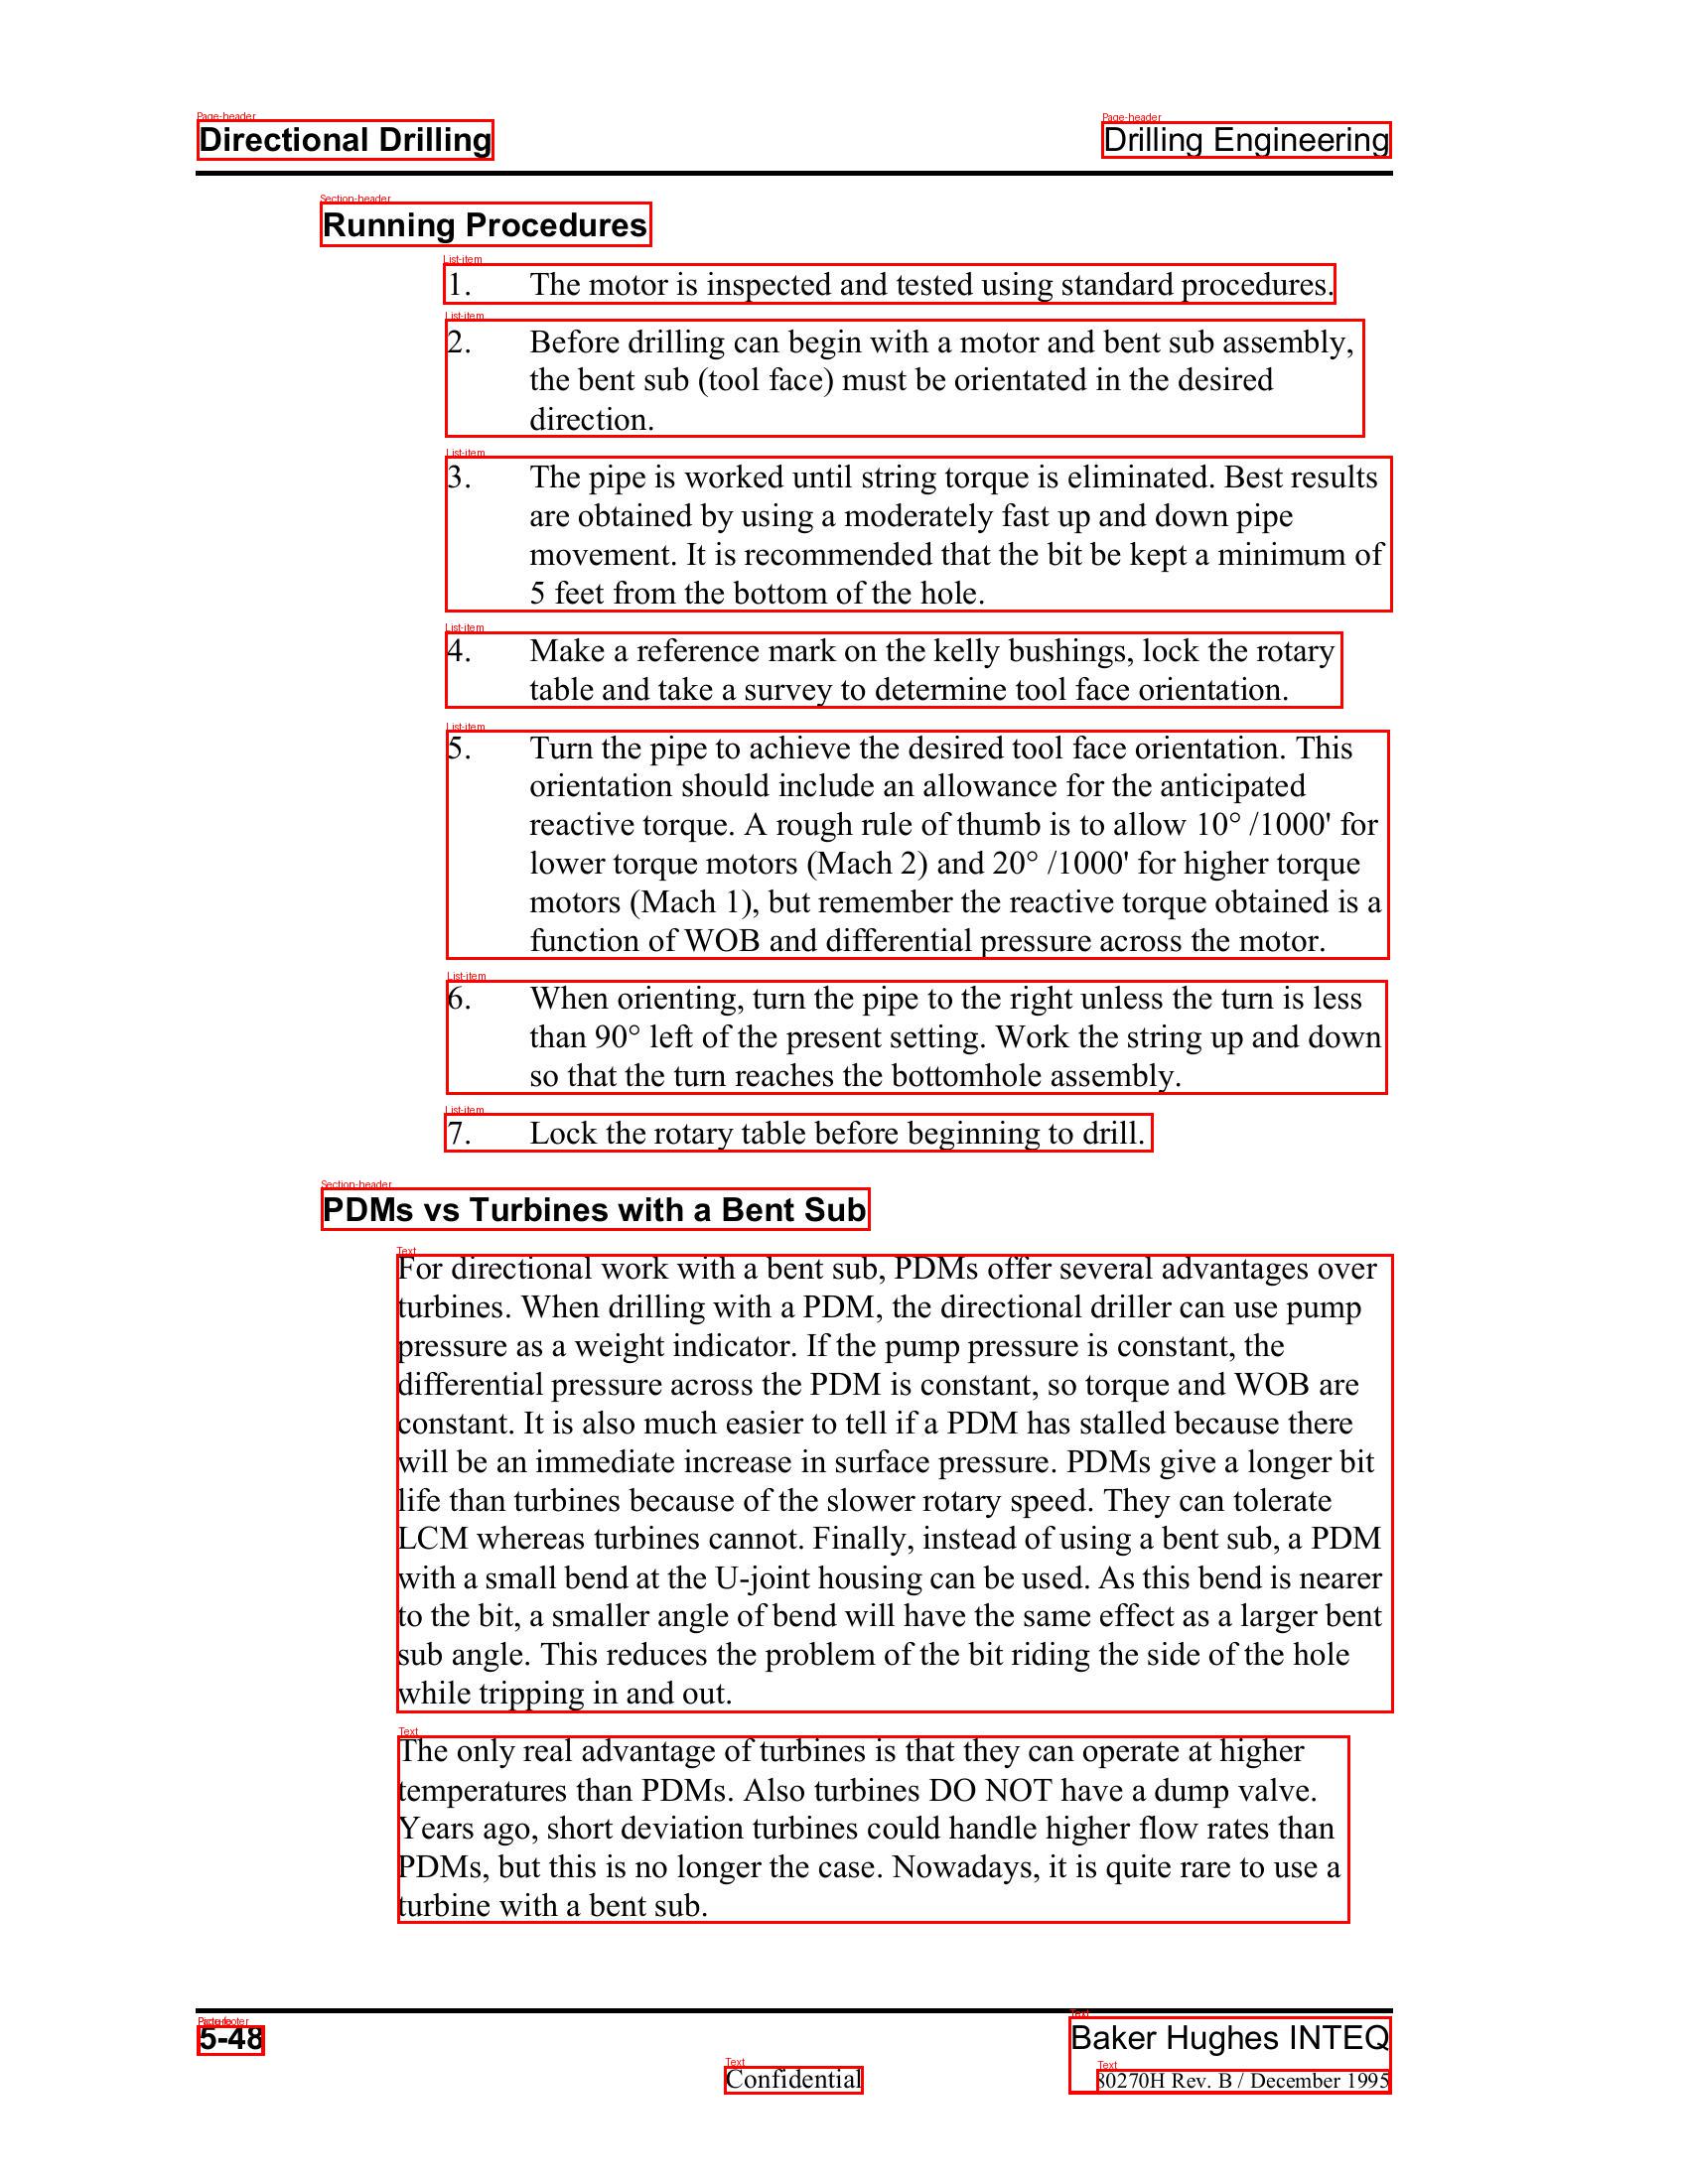 Page-header
Directional Drilling
Page-header
Drilling Engineering
Section-header
Running Procedures
List-item
1. The motor is inspected and tested using standard procedures.
List-item
2. Before drilling can begin with a motor and bent sub assembly,
the bent sub (tool face) must be orientated in the desired
direction.
List-item
3. The pipe is worked until string torque is eliminated. Best results
are obtained by using a moderately fast up and down pipe
movement. It is recommended that the bit be kept a minimum of
5 feet from the bottom of the hole.
List-item
4. Make a reference mark on the kelly bushings, lock the rotary
table and take a survey to determine tool face orientation.
List-item
5. Turn the pipe to achieve the desired tool face orientation. This
orientation should include an allowance for the anticipated
reactive torque. A rough rule of thumb is to allow 10° /1000' for
lower torque motors (Mach 2) and 20° /1000' for higher torque
motors (Mach 1), but remember the reactive torque obtained is a
function of WOB and differential pressure across the motor.
List-item
6. When orienting, turn the pipe to the right unless the turn is less
than 90° left of the present setting. Work the string up and down
so that the turn reaches the bottomhole assembly.
List-item
7. Lock the rotary table before beginning to drill.
Section-header
PDMs vs Turbines with a Bent Sub
Text
For directional work with a bent sub, PDMs offer several advantages over
turbines. When drilling with a PDM, the directional driller can use pump
pressure as a weight indicator. If the pump pressure is constant, the
differential pressure across the PDM is constant, so torque and WOB are
constant. It is also much easier to tell if a PDM has stalled because there
will be an immediate increase in surface pressure. PDMs give a longer bit
life than turbines because of the slower rotary speed. They can tolerate
LCM whereas turbines cannot. Finally, instead of using a bent sub, a PDM
with a small bend at the U-joint housing can be used. As this bend is nearer
to the bit, a smaller angle of bend will have the same effect as a larger bent
sub angle. This reduces the problem of the bit riding the side of the hole
while tripping in and out.
Text
The only real advantage of turbines is that they can operate at higher
temperatures than PDMs. Also turbines DO NOT have a dump valve.
Years ago, short deviation turbines could handle higher flow rates than
PDMs, but this is no longer the case. Nowadays, it is quite rare to use a
turbine with a bent sub.
5-48
Text
Baker Hughes INTEQ
Text
Confidential
Text
80270H Rev. B / December 1995